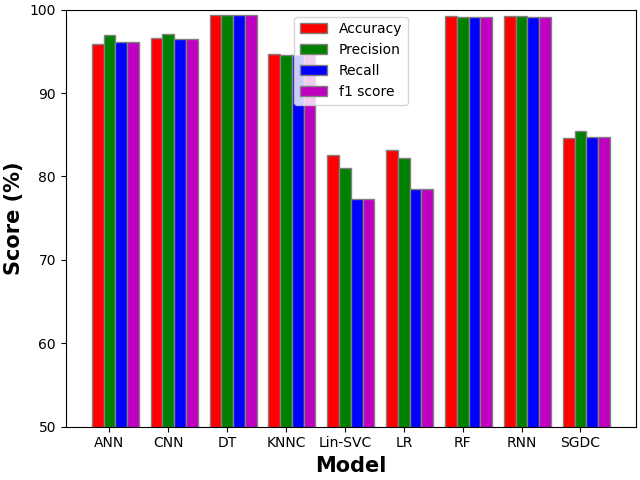 100
90
80
70
60
50
Score (%)
Accuracy
Precision
Recall
f1 score
ANN CNN DT KNNC Lin-SVC LR RF RNN SGDC
Model